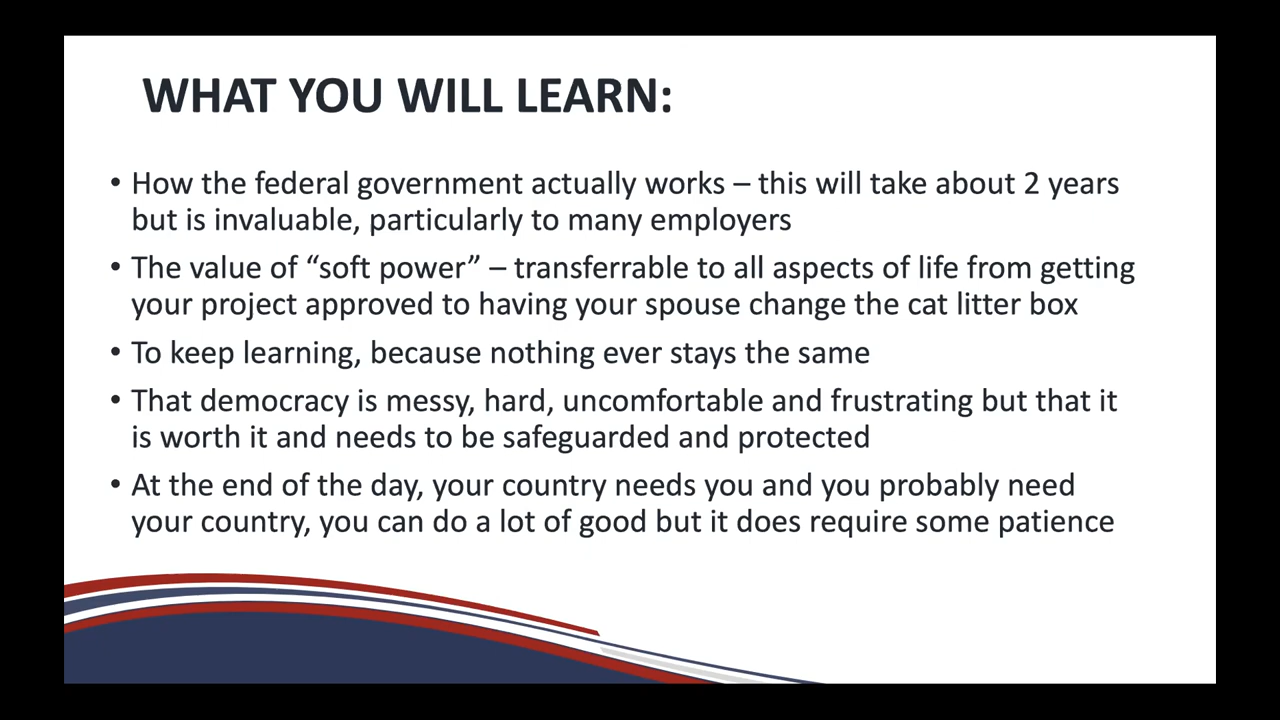 WHAT YOU WILL LEARN:
• How the federal government actually works – this will take about 2 years
but is invaluable, particularly to many employers
• The value of “soft power” – transferrable to all aspects of life from getting
your project approved to having your spouse change the cat litter box
• To keep learning, because nothing ever stays the same
• That democracy is messy, hard, uncomfortable and frustrating but that it
is worth it and needs to be safeguarded and protected
• At the end of the day, your country needs you and you probably need
your country, you can do a lot of good but it does require some patience